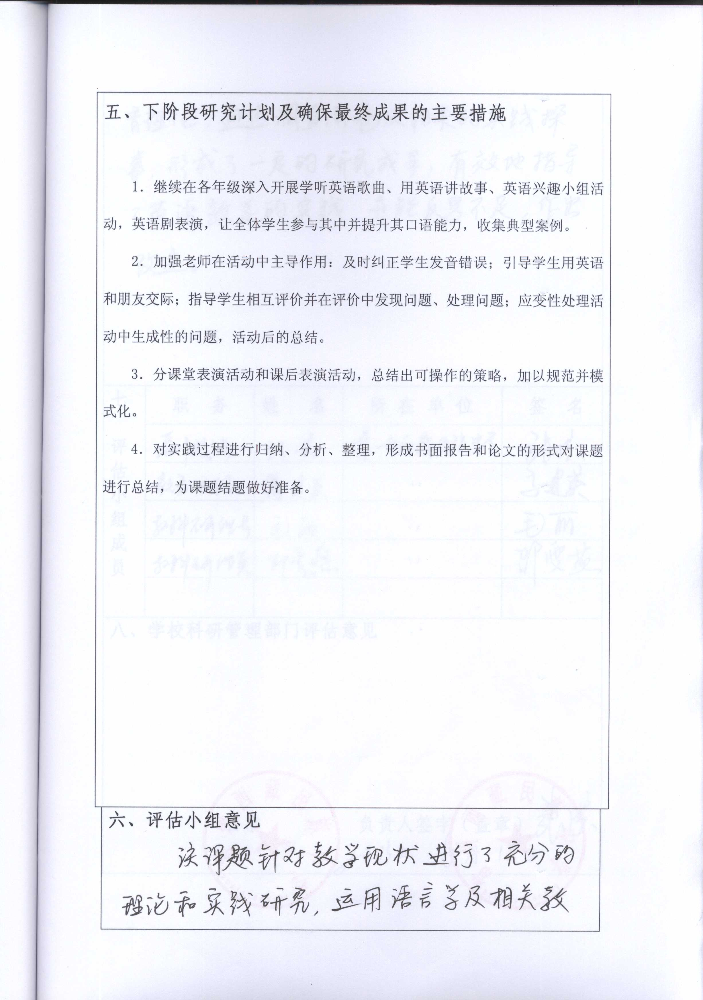 五、下阶段研究计划及确保最终成果的主要措施
1. 继续在各年级深入开展学听英语歌曲、用英语讲故事、英语兴趣小组活
动，英语剧表演，让全体学生参与其中并提升其口语能力，收集典型案例。
2. 加强老师在活动中主导作用：及时纠正学生发音错误；引导学生用英语
和朋友交际；指导学生相互评价并在评价中发现问题、处理问题；应变性处理活
动中生成性的问题，活动后的总结。
3. 分课堂表演活动和课后表演活动，总结出可操作的策略，加以规范并模
式化。
4. 对实践过程进行归纳、分析、整理，形成书面报告和论文的形式对课题
进行总结，为课题结题做好准备。
六、评估小组意见
该课题针对教学现状进行了充分的
理论和实践研究，运用语言学及相关教